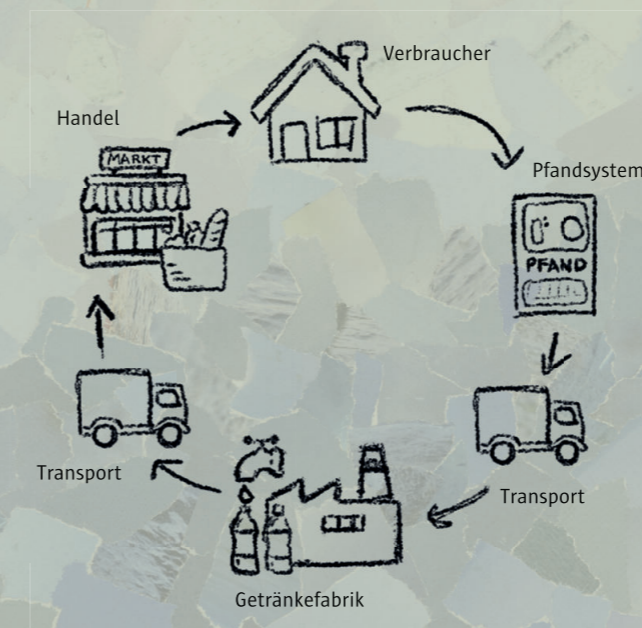 Verbraucher
Handel
MARKT
Pfandsystem
PFAND
Transport
Transport
Getränkefabrik